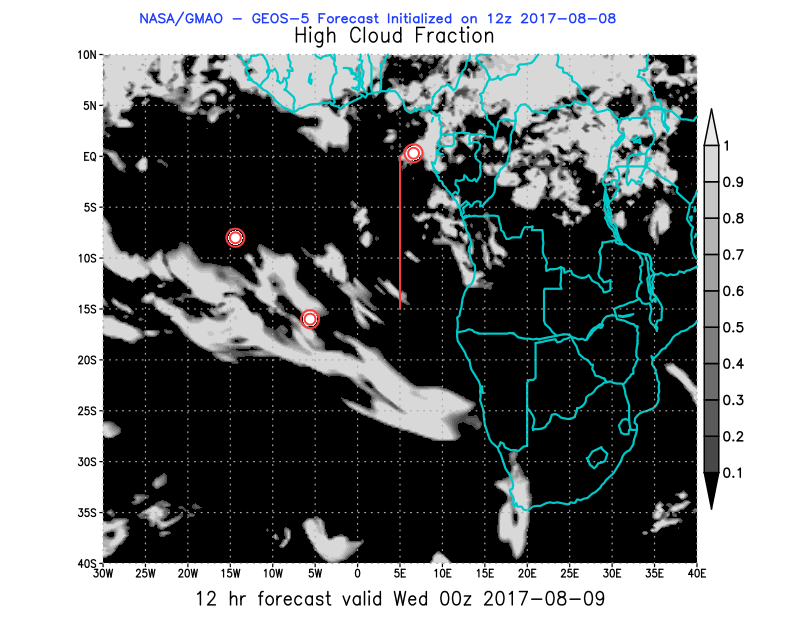 NASA/GMAO - GEOS-5 Forecast Initialized on 12z 2017-08-08
High Cloud Fraction
10N
5N
EQ
5S
10S
15S
20S
25S
30S
35S
40S
30W 25W 20W 15W 10W 5W 0 5E 10E 15E 20E 25E 30E 35E 40E
1
0.9
0.8
0.7
0.6
0.5
0.4
0.3
0.2
0.1
12 hr forecast valid Wed 00z 2017-08-09